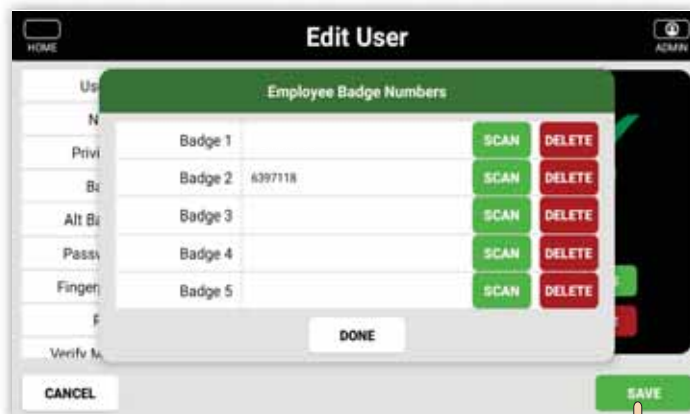 HOME
Edit User
ADMIN
Employee Badge Numbers
Badge 1 SCAN DELETE
Badge 2 6397118 SCAN DELETE
Badge 3 SCAN DELETE
Badge 4 SCAN DELETE
Badge 5 SCAN DELETE
DONE
CANCEL
SAVE